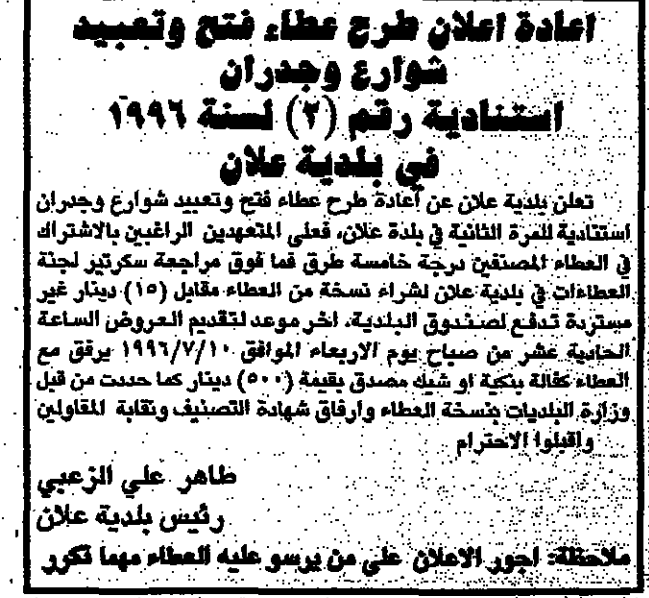 اعادة اعلان طرح عطاء فتح وتعبيد
شوارع وجدران
استنادية رقم (٢) لسنة ١٩٩٦
في بلدية علان
تعلن بلدية علان عن اعادة طرح عطاء فتح وتعبيد شوارع وجدران
استنادية للمرة الثانية في بلدة علان، فعلى المتعهدين الراغبين بالاشتراك
في العطاء المصنفين درجة خامسة طرق فما فوق مراجعة سكرتير لجنة
العطاءات في بلدية علان لشراء نسخة من العطاء مقابل (١٥) دينار غير
مستردة تدفع لصندوق البلدية، اخر موعد لتقديم العروض الساعة
الحادية عشر من صباح يوم الاربعاء الموافق ١٩٩٦/٧/١٠ يرفق مع
العطاء كفالة بنكية او شيك مصدق بقيمة (٥٠٠) دينار كما حددت من قبل
وزارة البلديات بنسخة العطاء وارفاق شهادة التصنيف ونقابة المقاولين
واقبلوا الاحترام
طاهر علي الزعبي
رئيس بلدية علان
ملاحظة: اجور الاعلان على من يرسو عليه العطاء مهما تكرر